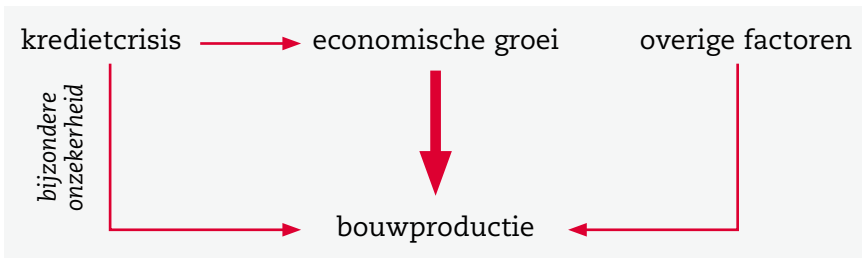 kredietcrisis
economische groei
overige factoren
bijzondere
onzekerheid
bouwproductie